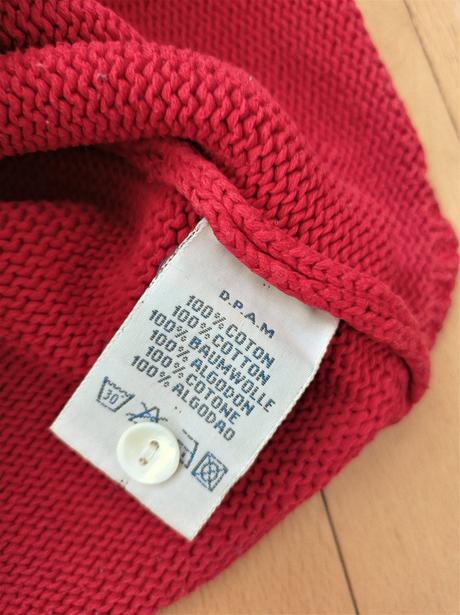 D.P.A.M
100% COTON
100% COTTON
100% BAUMWOLLE
100% ALGODON
100% COTONE
100% ALGODAO
30°